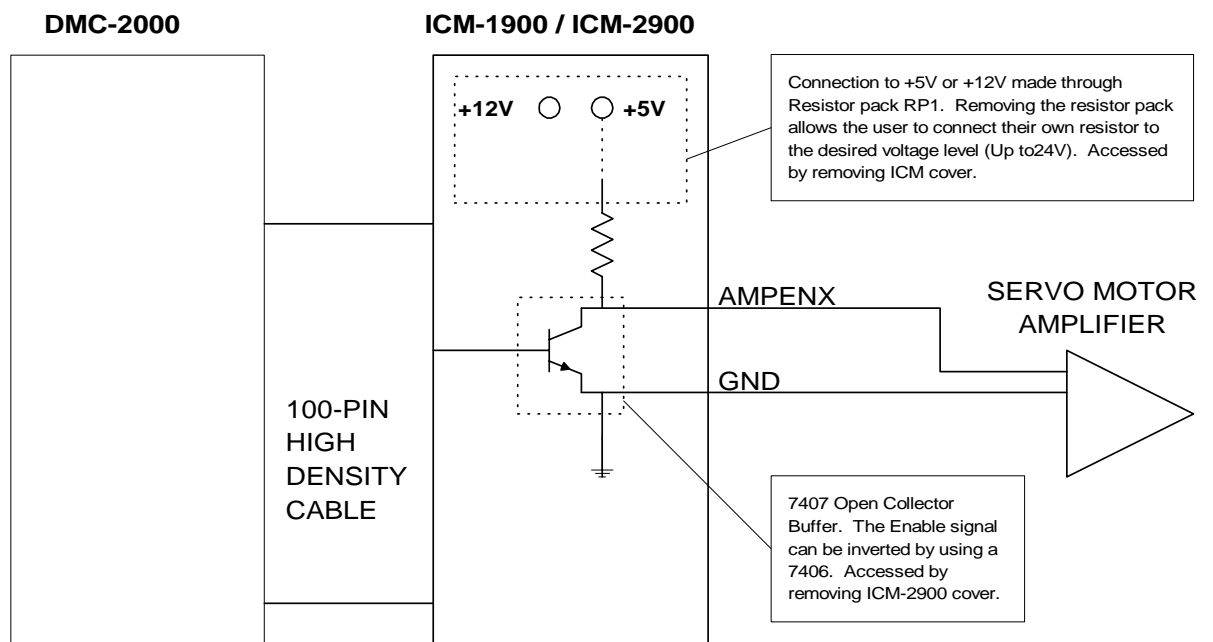 DMC-2000
ICM-1900 / ICM-2900
+12V
+5V
Connection to +5V or +12V made through
Resistor pack RP1. Removing the resistor pack
allows the user to connect their own resistor to
the desired voltage level (Up to24V). Accessed
by removing ICM cover.
AMPENX
SERVO MOTOR
AMPLIFIER
GND
100-PIN
HIGH
DENSITY
CABLE
7407 Open Collector
Buffer. The Enable signal
can be inverted by using a
7406. Accessed by
removing ICM-2900 cover.